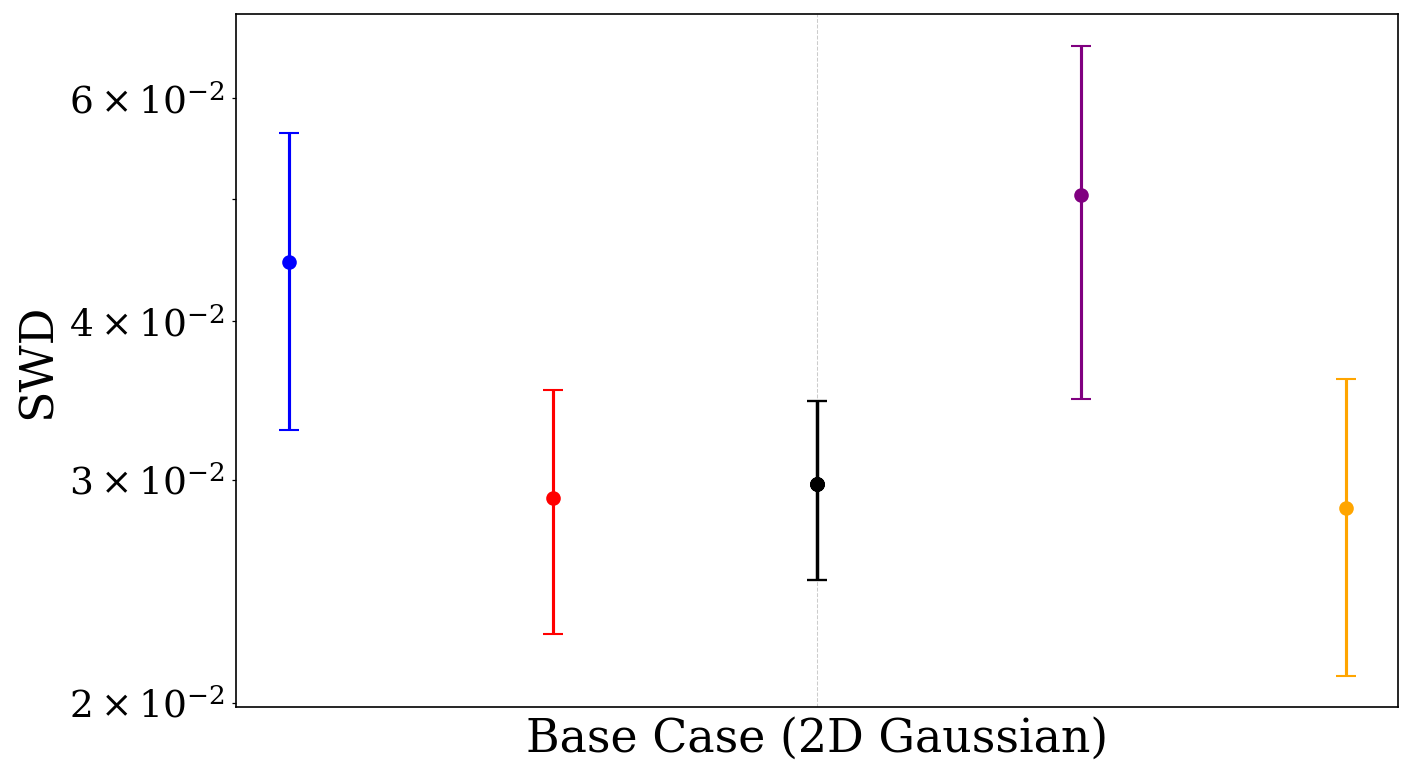 6 × 10⁻²
4 × 10⁻²
3 × 10⁻²
2 × 10⁻²
SWD
Base Case (2D Gaussian)